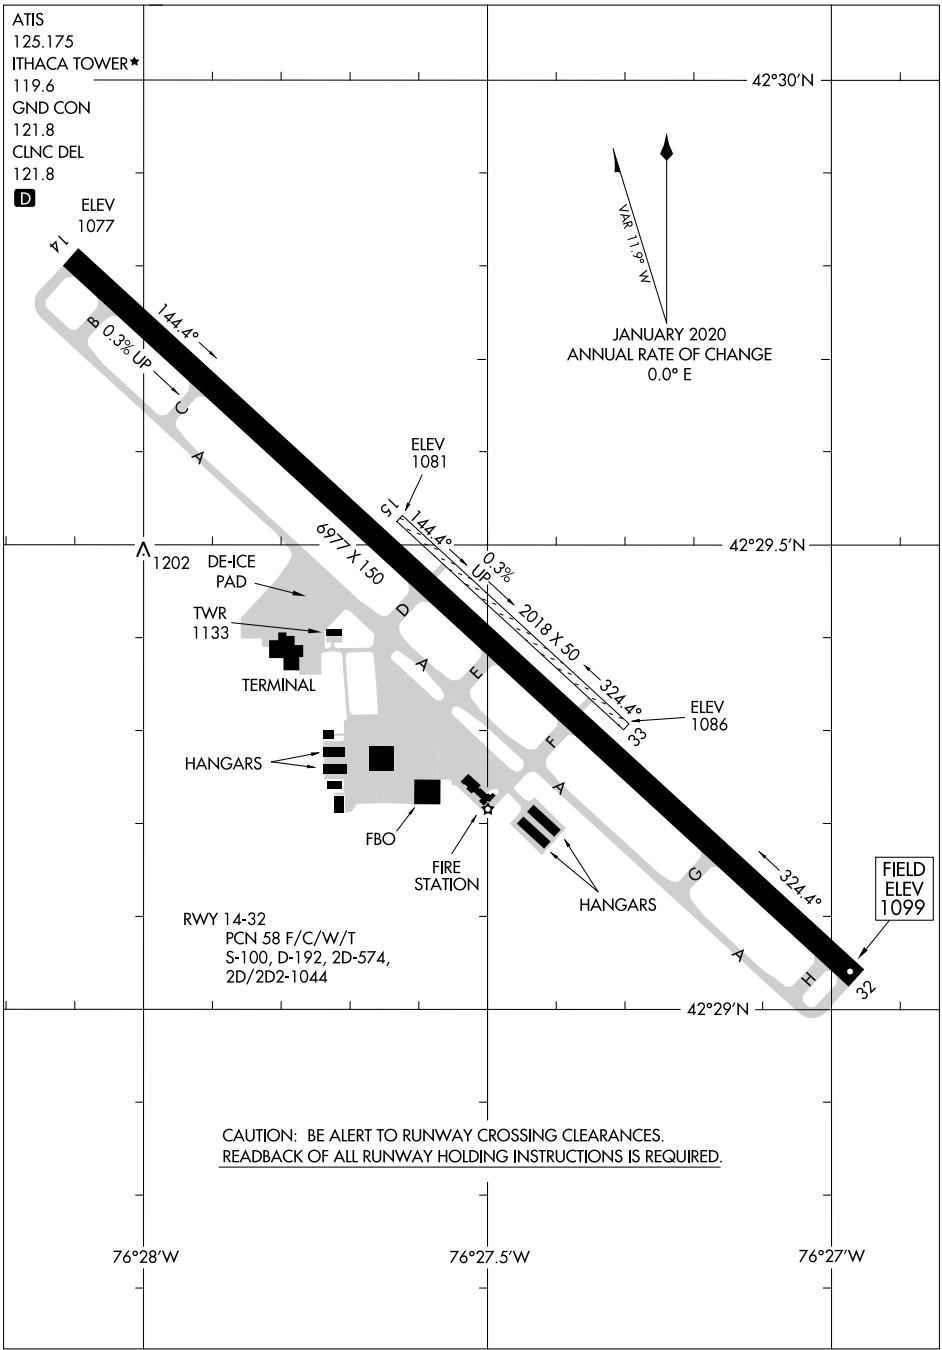 ATIS
125.175
ITHACA TOWER★
119.6
GND CON
121.8
CLNC DEL
121.8
D
42°30'N
ELEV
1077
14
VAR 11.9° W
JANUARY 2020
ANNUAL RATE OF CHANGE
0.0° E
144.4°
B
0.3% UP
C
A
ELEV
1081
15
144.4°
0.3%
UP
42°29.5'N
6977 X 150
1202
DE-ICE
PAD
TWR
1133
D
2018 X 50
TERMINAL
A
E
324.4°
ELEV
1086
33
F
HANGARS
A
FBO
FIRE
STATION
HANGARS
G
324.4°
FIELD
ELEV
1099
RWY 14-32
PCN 58 F/C/W/T
S-100, D-192, 2D-574,
2D/2D2-1044
A
H
32
42°29'N
CAUTION: BE ALERT TO RUNWAY CROSSING CLEARANCES.
READBACK OF ALL RUNWAY HOLDING INSTRUCTIONS IS REQUIRED.
76°28'W
76°27.5'W
76°27'W